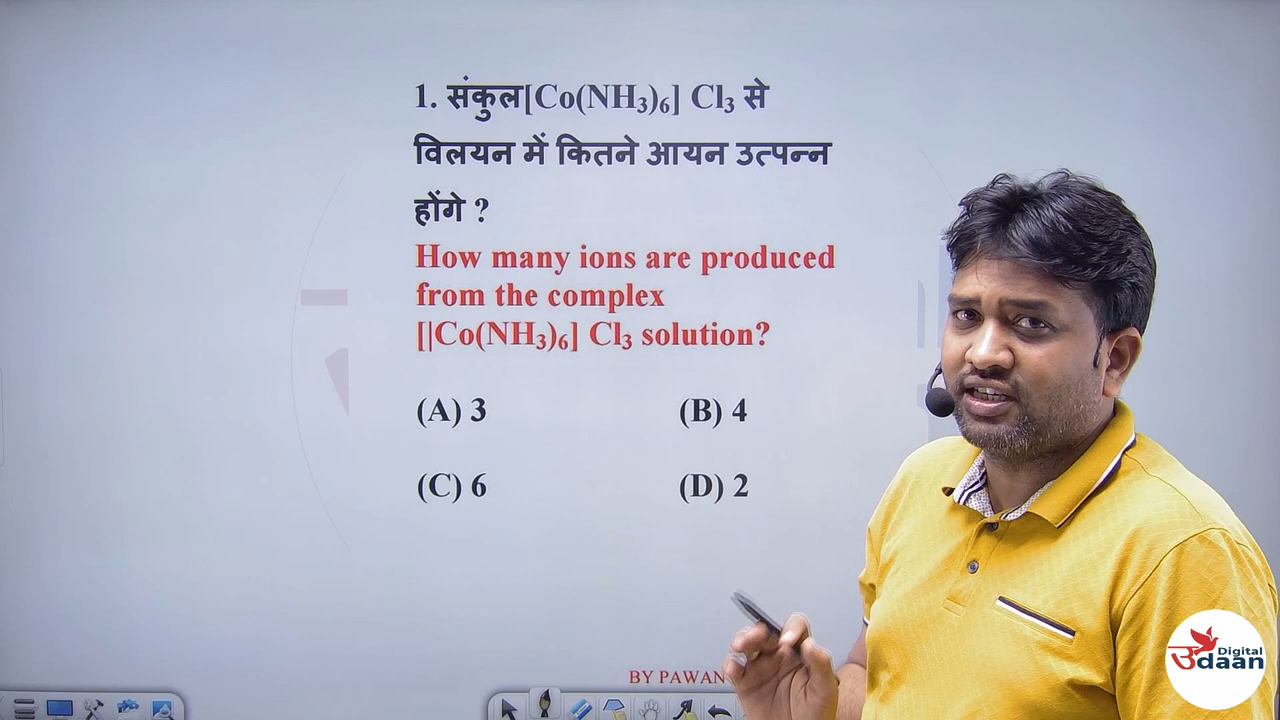 1. संकुल[Co(NH₃)₆] Cl₃ से
विलयन में कितने आयन उत्पन्न
होंगे ?
How many ions are produced
from the complex
[|Co(NH₃)₆] Cl₃ solution?
(A) 3 (B) 4
(C) 6 (D) 2
BY PAWAN
Digital
उdaan